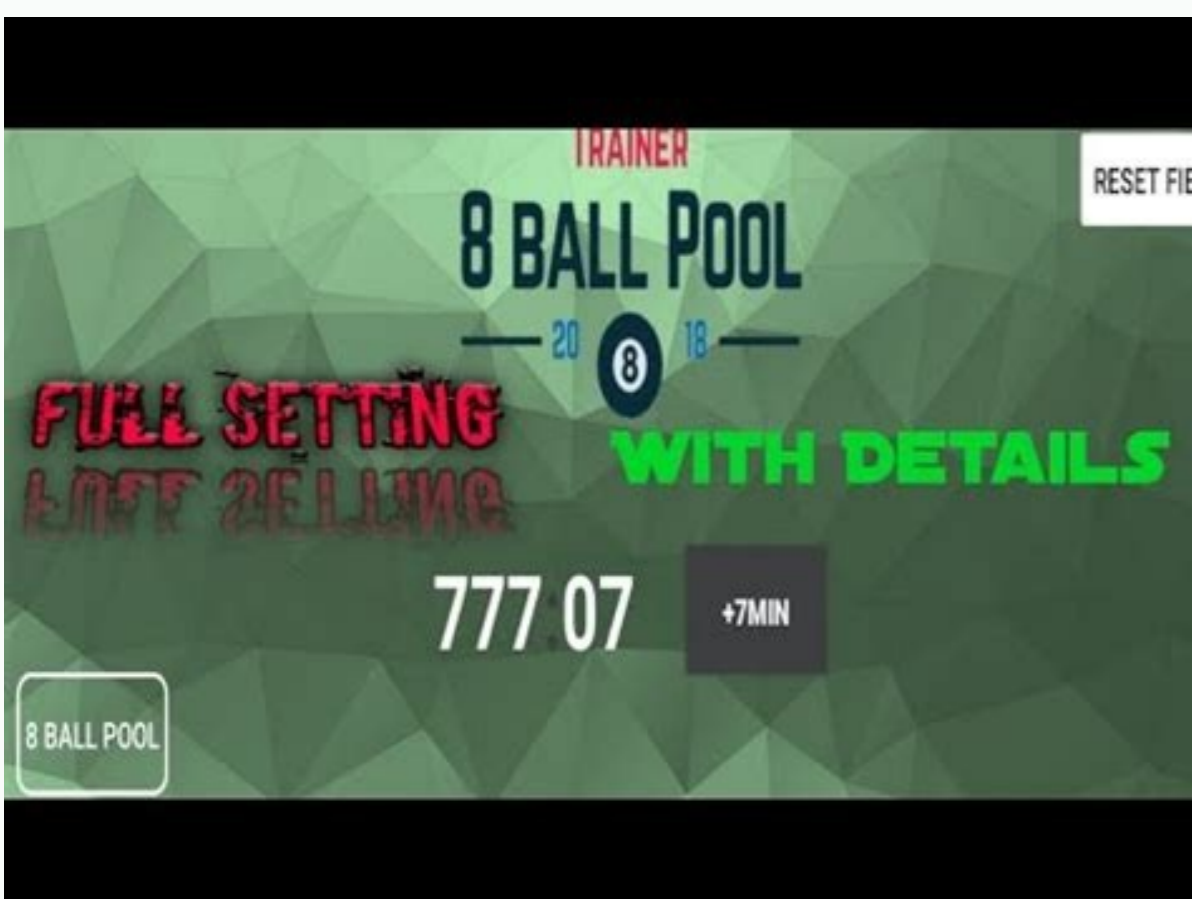 TRAINER
RESET FIE
8 BALL POOL
20 8 18
FULL SETTING
WITH DETAILS
777:07
+7MIN
8 BALL POOL